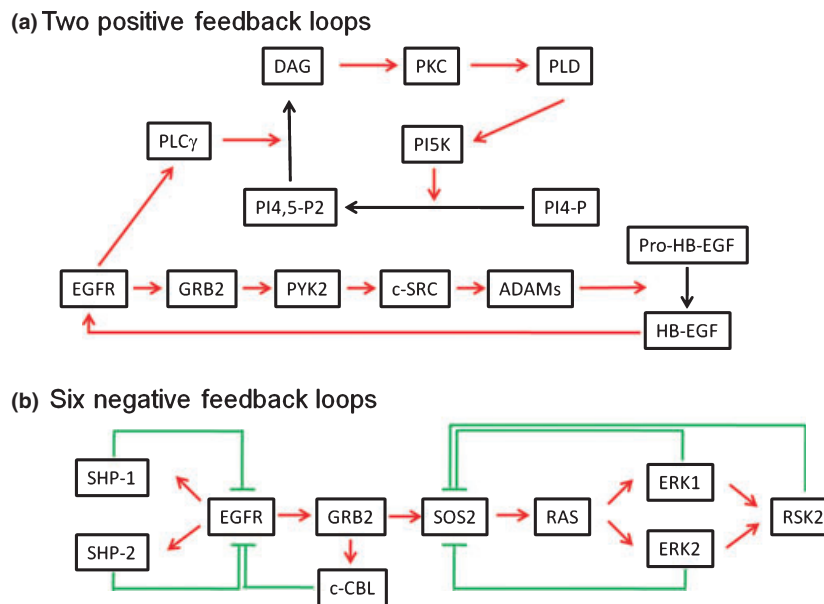 (a) Two positive feedback loops
DAG
PKC
PLD
PLCγ
PI5K
PI4,5-P2
PI4-P
Pro-HB-EGF
EGFR
GRB2
PYK2
c-SRC
ADAMs
HB-EGF
(b) Six negative feedback loops
SHP-1
ERK1
EGFR
GRB2
SOS2
RAS
RSK2
SHP-2
ERK2
c-CBL